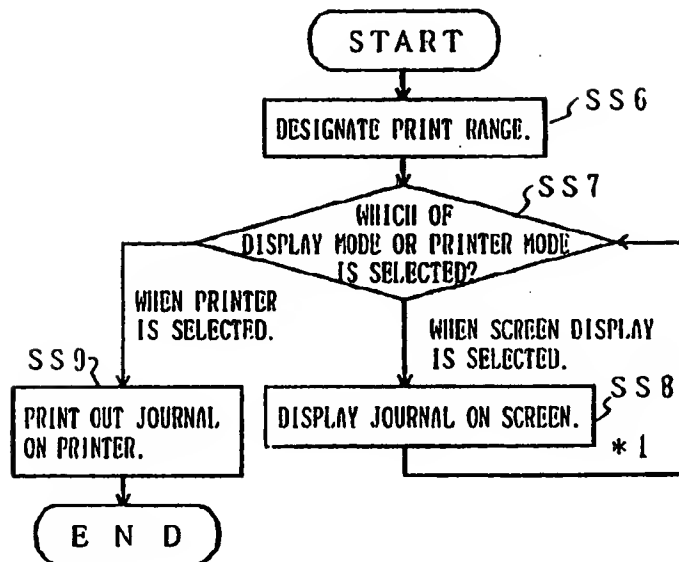 START
SS6
DESIGNATE PRINT RANGE.
SS7
WHICH OF
DISPLAY MODE OR PRINTER MODE
IS SELECTED?
WHEN PRINTER
IS SELECTED.
WHEN SCREEN DISPLAY
IS SELECTED.
SS9
PRINT OUT JOURNAL
ON PRINTER.
SS8
DISPLAY JOURNAL ON SCREEN.
*1
END